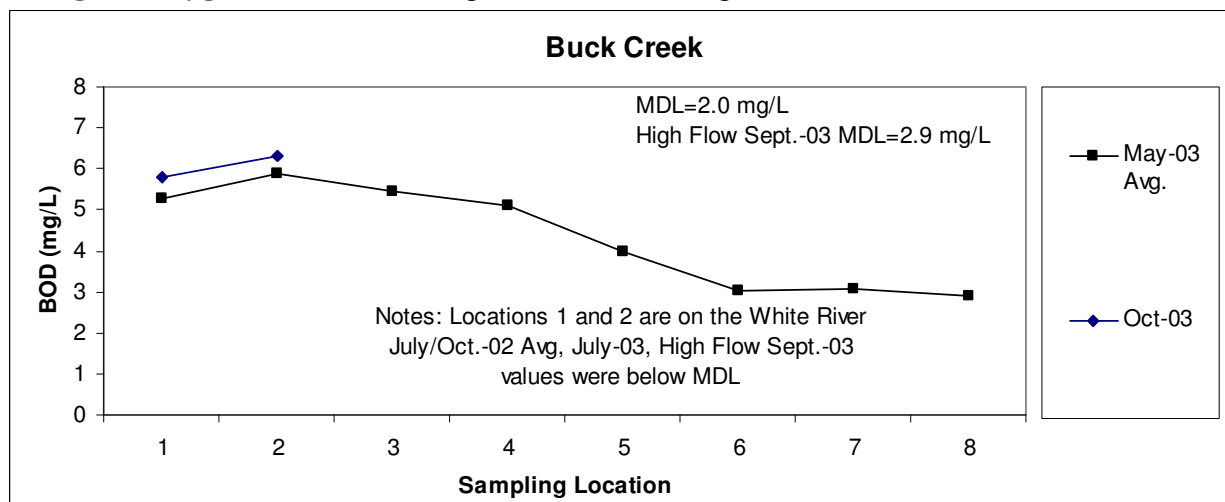 Buck Creek
8
7
6
5
4
3
2
1
0
BOD (mg/L)
MDL=2.0 mg/L
High Flow Sept.-03 MDL=2.9 mg/L
Notes: Locations 1 and 2 are on the White River
July/Oct.-02 Avg, July-03, High Flow Sept.-03
values were below MDL
1 2 3 4 5 6 7 8
Sampling Location
May-03
Avg.
Oct-03